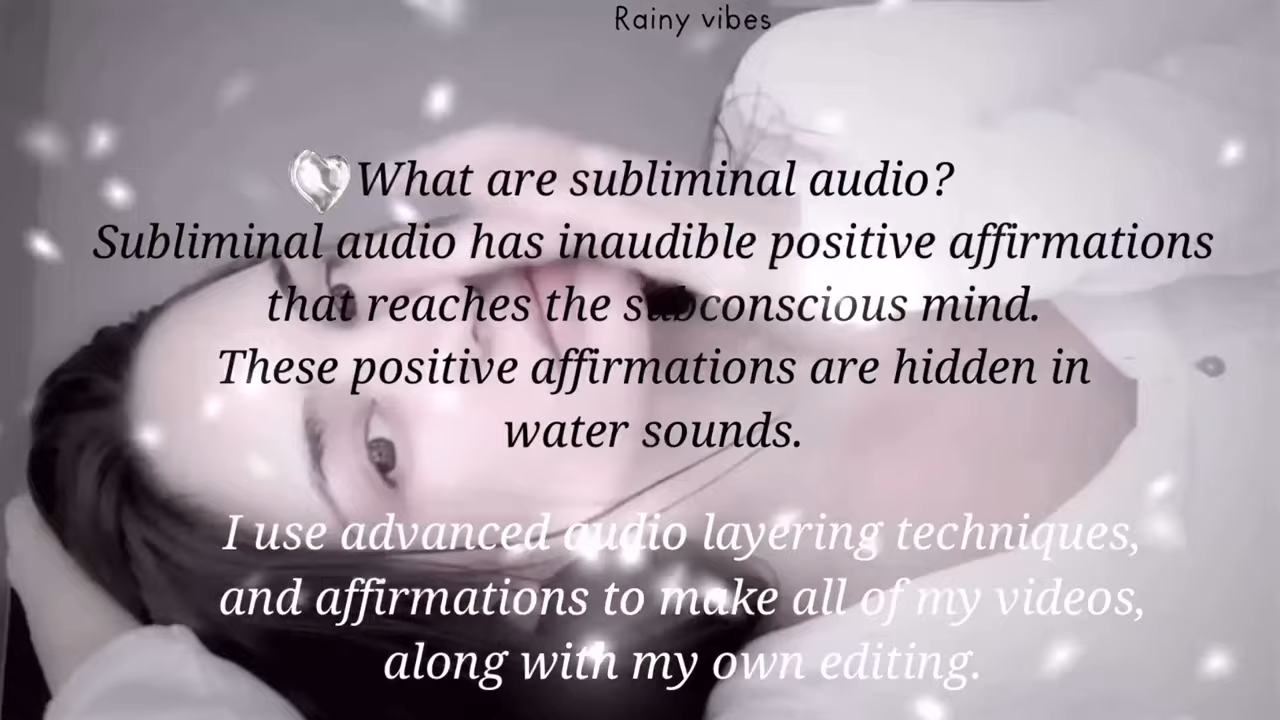 Rainy vibes
What are subliminal audio?
Subliminal audio has inaudible positive affirmations
that reaches the subconscious mind.
These positive affirmations are hidden in
water sounds.
I use advanced audio layering techniques,
and affirmations to make all of my videos,
along with my own editing.